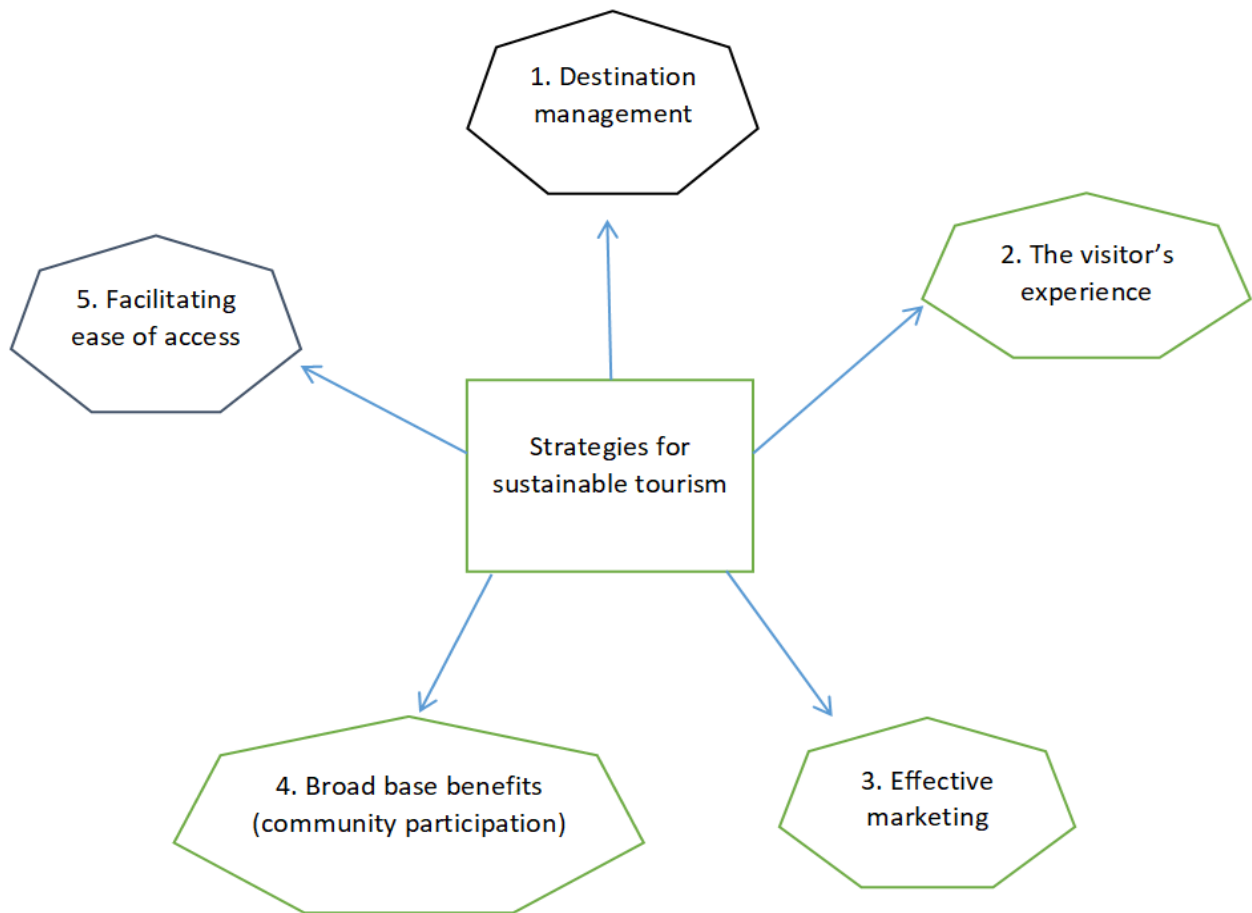 1. Destination
management
2. The visitor’s
experience
5. Facilitating
ease of access
Strategies for
sustainable tourism
4. Broad base benefits
(community participation)
3. Effective
marketing